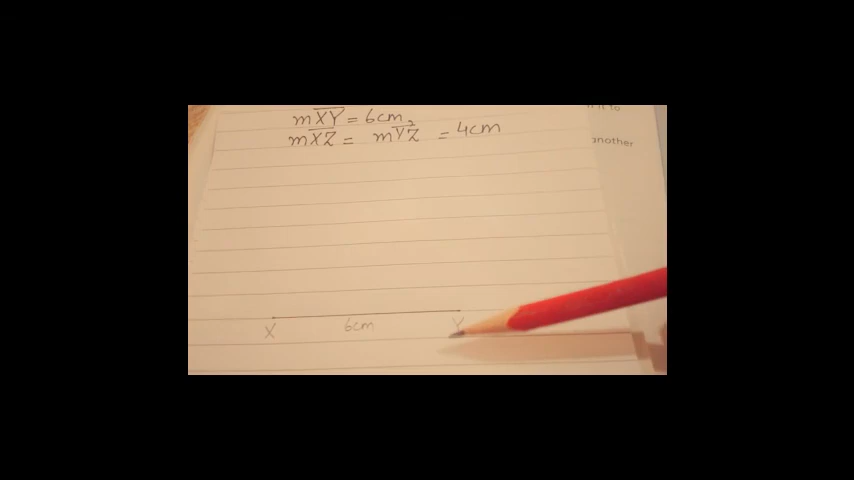 mXY = 6cm,
mXZ = mYZ = 4cm
another
X 6cm Y